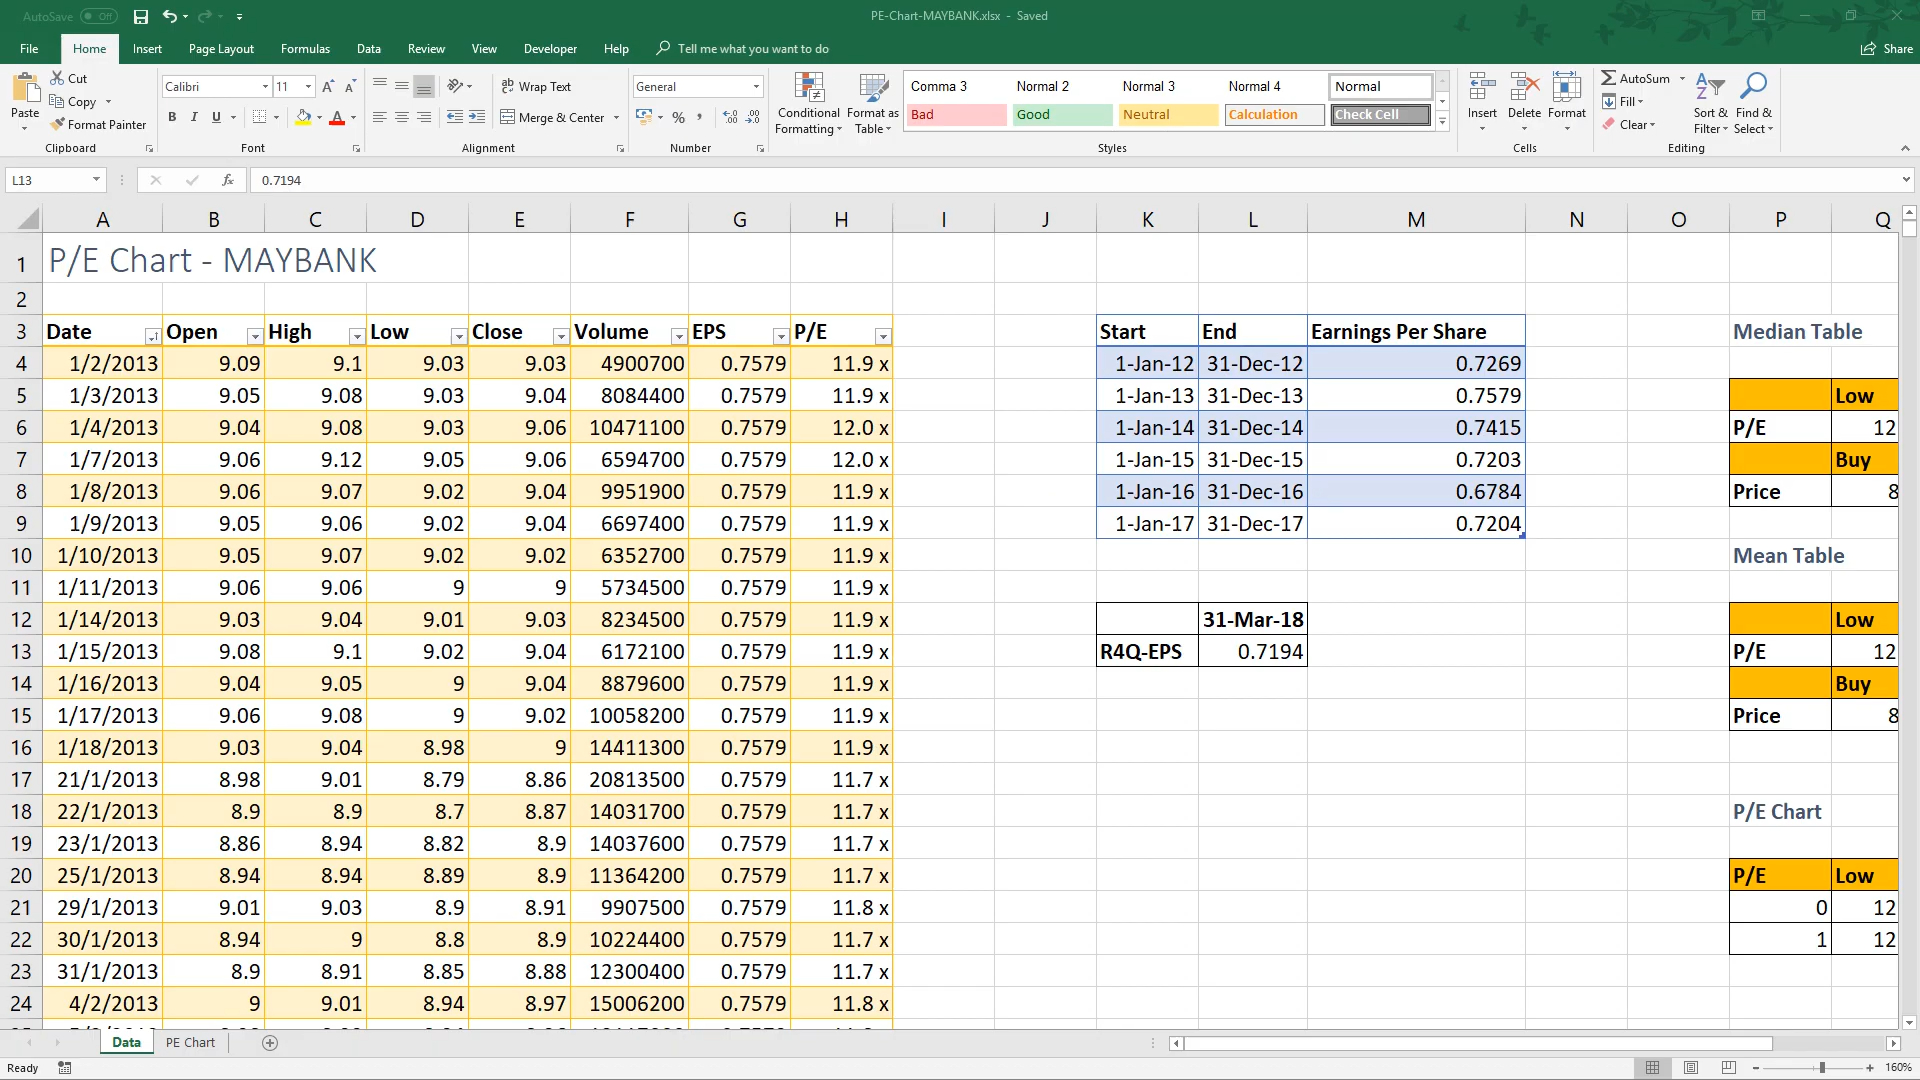 AutoSave Off
PE-Chart-MAYBANK.xlsx - Saved
File Home Insert Page Layout Formulas Data Review View Developer Help Tell me what you want to do Share
Paste Cut Copy Format Painter Clipboard
Calibri 11 B I U A Font
Wrap Text Merge & Center Alignment
General % Number
Conditional Formatting Format as Table
Comma 3 Normal 2 Normal 3 Normal 4 Normal
Bad Good Neutral Calculation Check Cell
Styles
Insert Delete Format Cells
AutoSum Fill Clear Sort & Filter Find & Select Editing
L13 fx 0.7194
A B C D E F G H I J K L M N O P Q
1 P/E Chart - MAYBANK
2
3 Date Open High Low Close Volume EPS P/E Start End Earnings Per Share Median Table
4 1/2/2013 9.09 9.1 9.03 9.03 4900700 0.7579 11.9 x 1-Jan-12 31-Dec-12 0.7269
5 1/3/2013 9.05 9.08 9.03 9.04 8084400 0.7579 11.9 x 1-Jan-13 31-Dec-13 0.7579 Low
6 1/4/2013 9.04 9.08 9.03 9.06 10471100 0.7579 12.0 x 1-Jan-14 31-Dec-14 0.7415 P/E 12
7 1/7/2013 9.06 9.12 9.05 9.06 6594700 0.7579 12.0 x 1-Jan-15 31-Dec-15 0.7203 Buy
8 1/8/2013 9.06 9.07 9.02 9.04 9951900 0.7579 11.9 x 1-Jan-16 31-Dec-16 0.6784 Price 8
9 1/9/2013 9.05 9.06 9.02 9.04 6697400 0.7579 11.9 x 1-Jan-17 31-Dec-17 0.7204
10 1/10/2013 9.05 9.07 9.02 9.02 6352700 0.7579 11.9 x Mean Table
11 1/11/2013 9.06 9.06 9 9 5734500 0.7579 11.9 x
12 1/14/2013 9.03 9.04 9.01 9.03 8234500 0.7579 11.9 x 31-Mar-18 Low
13 1/15/2013 9.08 9.1 9.02 9.04 6172100 0.7579 11.9 x R4Q-EPS 0.7194 P/E 12
14 1/16/2013 9.04 9.05 9 9.04 8879600 0.7579 11.9 x Buy
15 1/17/2013 9.06 9.08 9 9.02 10058200 0.7579 11.9 x Price 8
16 1/18/2013 9.03 9.04 8.98 9 14411300 0.7579 11.9 x
17 21/1/2013 8.98 9.01 8.79 8.86 20813500 0.7579 11.7 x
18 22/1/2013 8.9 8.9 8.7 8.87 14031700 0.7579 11.7 x P/E Chart
19 23/1/2013 8.86 8.94 8.82 8.9 14037600 0.7579 11.7 x
20 25/1/2013 8.94 8.94 8.89 8.9 11364200 0.7579 11.7 x P/E Low
21 29/1/2013 9.01 9.03 8.9 8.91 9907500 0.7579 11.8 x 0 12
22 30/1/2013 8.94 9 8.8 8.9 10224400 0.7579 11.7 x 1 12
23 31/1/2013 8.9 8.91 8.85 8.88 12300400 0.7579 11.7 x
24 4/2/2013 9 9.01 8.94 8.97 15006200 0.7579 11.8 x
Data PE Chart
Ready 160%